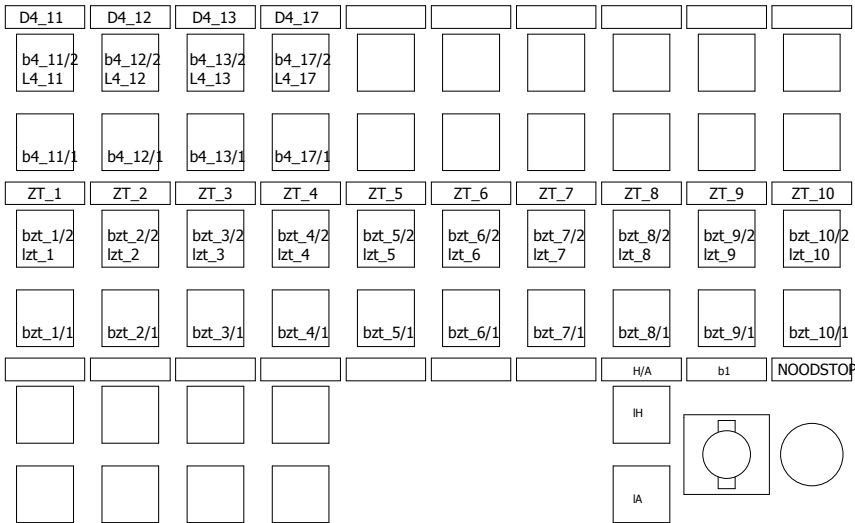 D4_11 D4_12 D4_13 D4_17
b4_11/2 b4_12/2 b4_13/2 b4_17/2
L4_11 L4_12 L4_13 L4_17
b4_11/1 b4_12/1 b4_13/1 b4_17/1
ZT_1 ZT_2 ZT_3 ZT_4 ZT_5 ZT_6 ZT_7 ZT_8 ZT_9 ZT_10
bzt_1/2 bzt_2/2 bzt_3/2 bzt_4/2 bzt_5/2 bzt_6/2 bzt_7/2 bzt_8/2 bzt_9/2 bzt_10/2
lzt_1 lzt_2 lzt_3 lzt_4 lzt_5 lzt_6 lzt_7 lzt_8 lzt_9 lzt_10
bzt_1/1 bzt_2/1 bzt_3/1 bzt_4/1 bzt_5/1 bzt_6/1 bzt_7/1 bzt_8/1 bzt_9/1 bzt_10/1
H/A b1 NOODSTOP
lH
lA